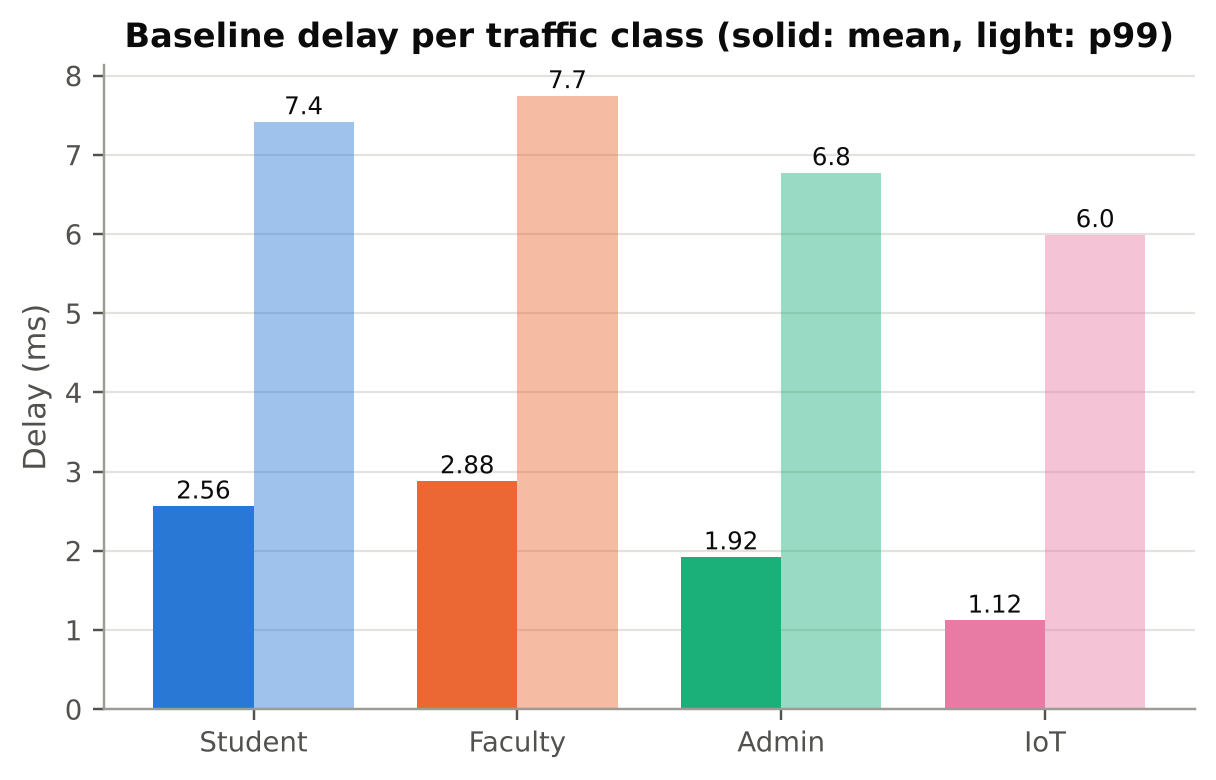 Baseline delay per traffic class (solid: mean, light: p99)
Delay (ms)
8
7
6
5
4
3
2
1
0
2.56
7.4
2.88
7.7
1.92
6.8
1.12
6.0
Student
Faculty
Admin
IoT